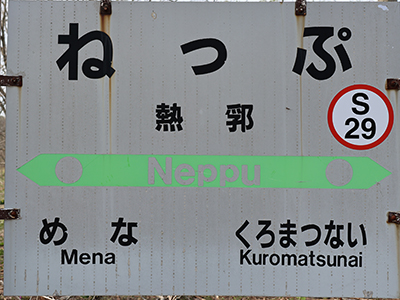 ねっぷ
熱郛
S
29
Neppu
めな
Mena
くろまつない
Kuromatsunai